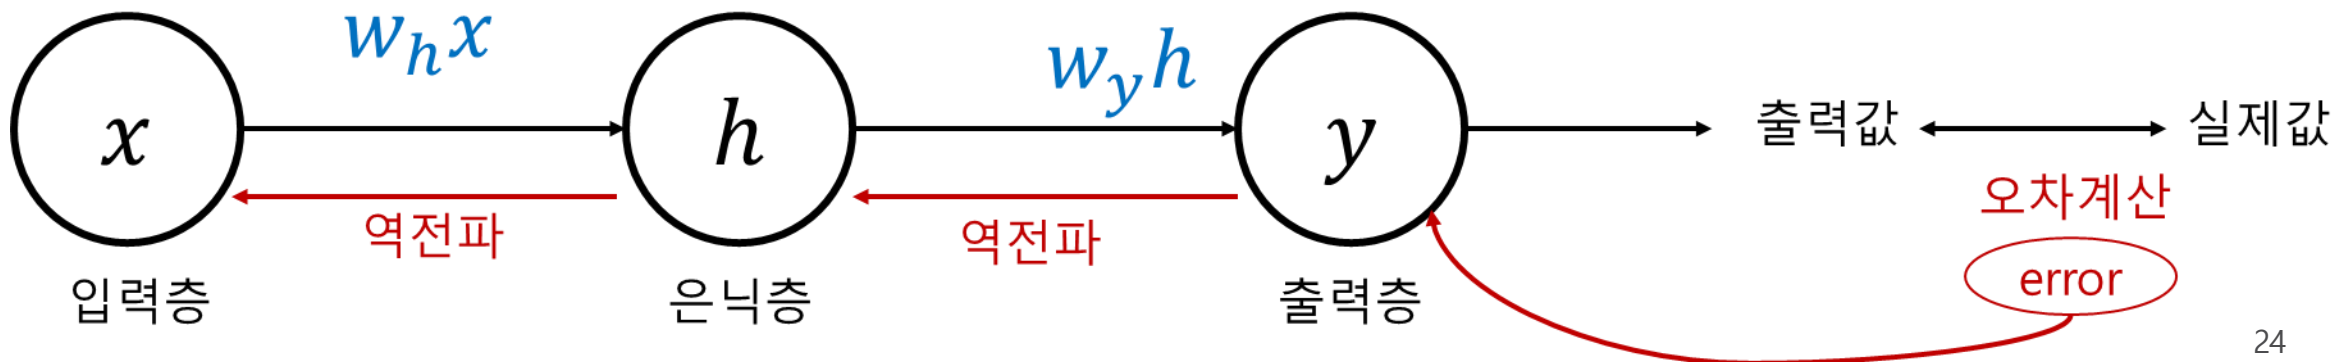 w_h x
w_y h
x
h
y
출력값
실제값
역전파
역전파
오차계산
error
입력층
은닉층
출력층
24